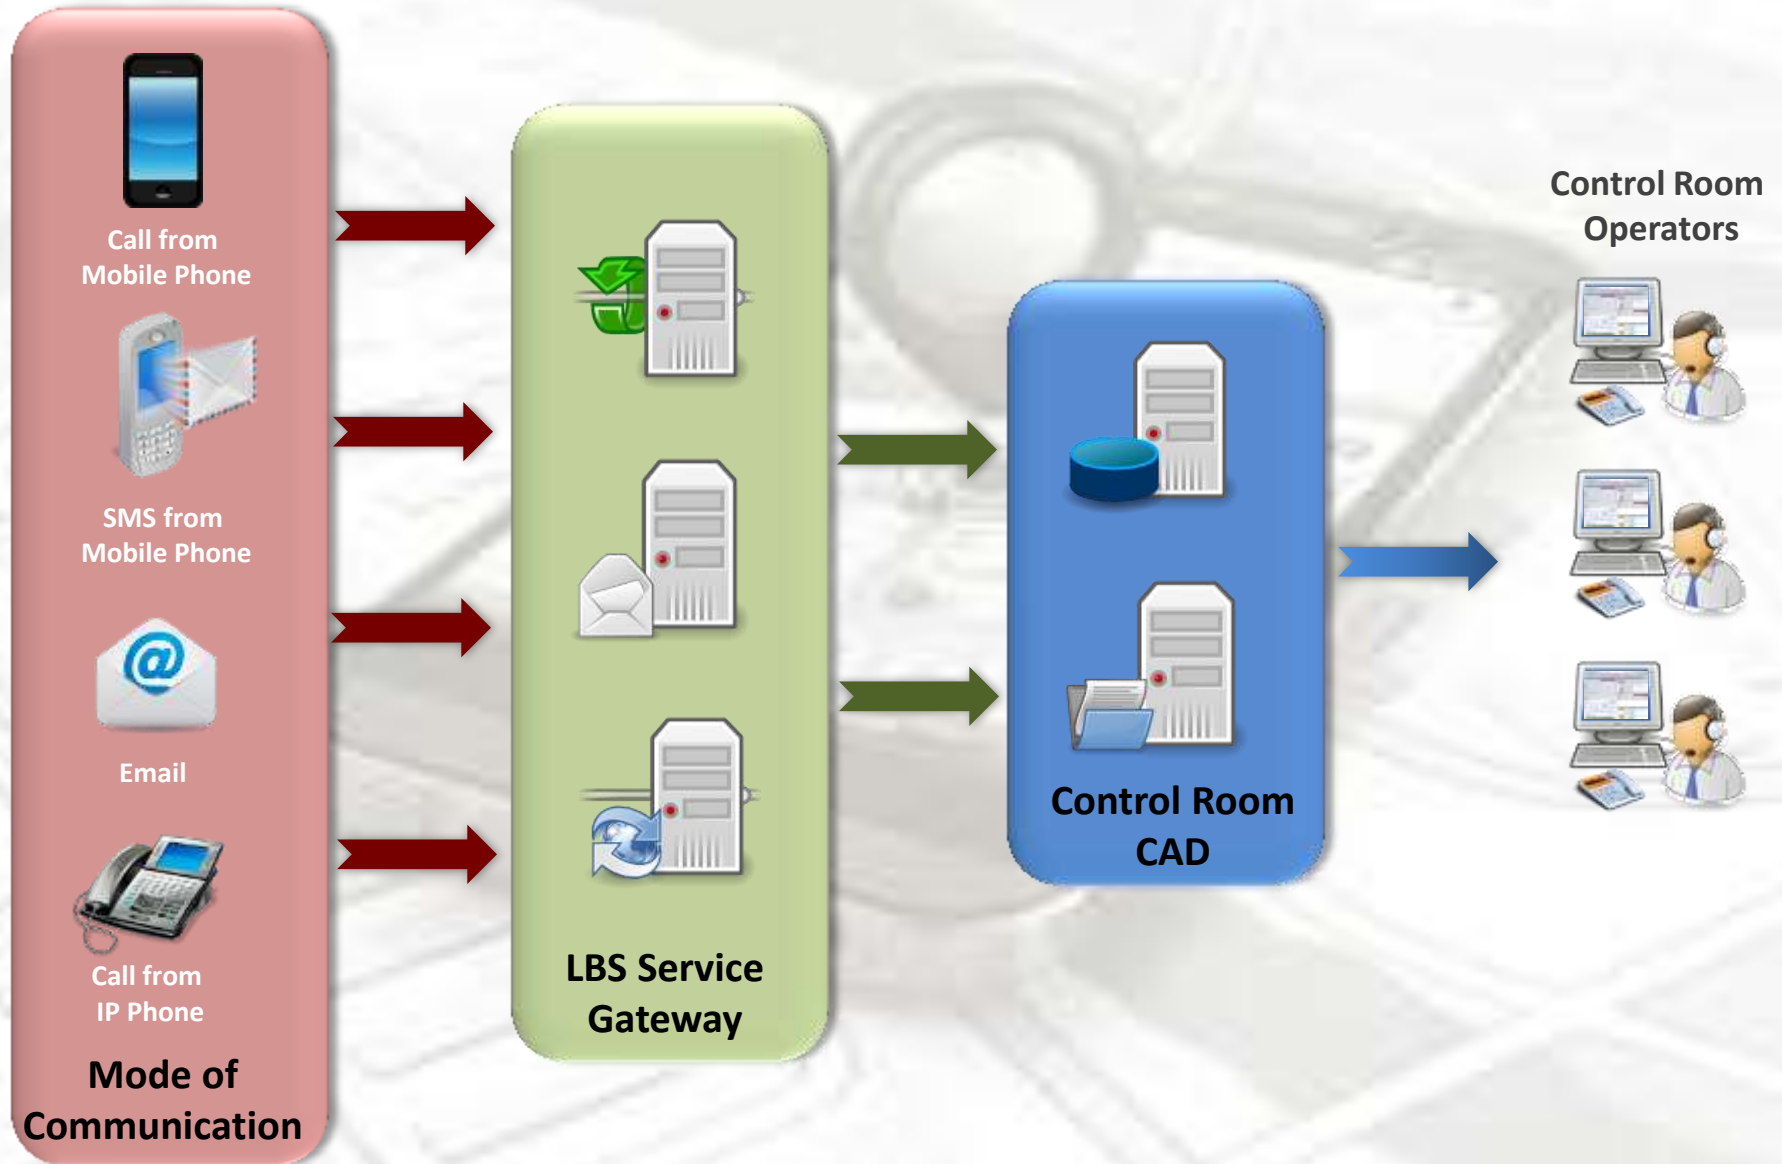 Call from
Mobile Phone
SMS from
Mobile Phone
Email
Call from
IP Phone
Mode of
Communication
LBS Service
Gateway
Control Room
CAD
Control Room
Operators